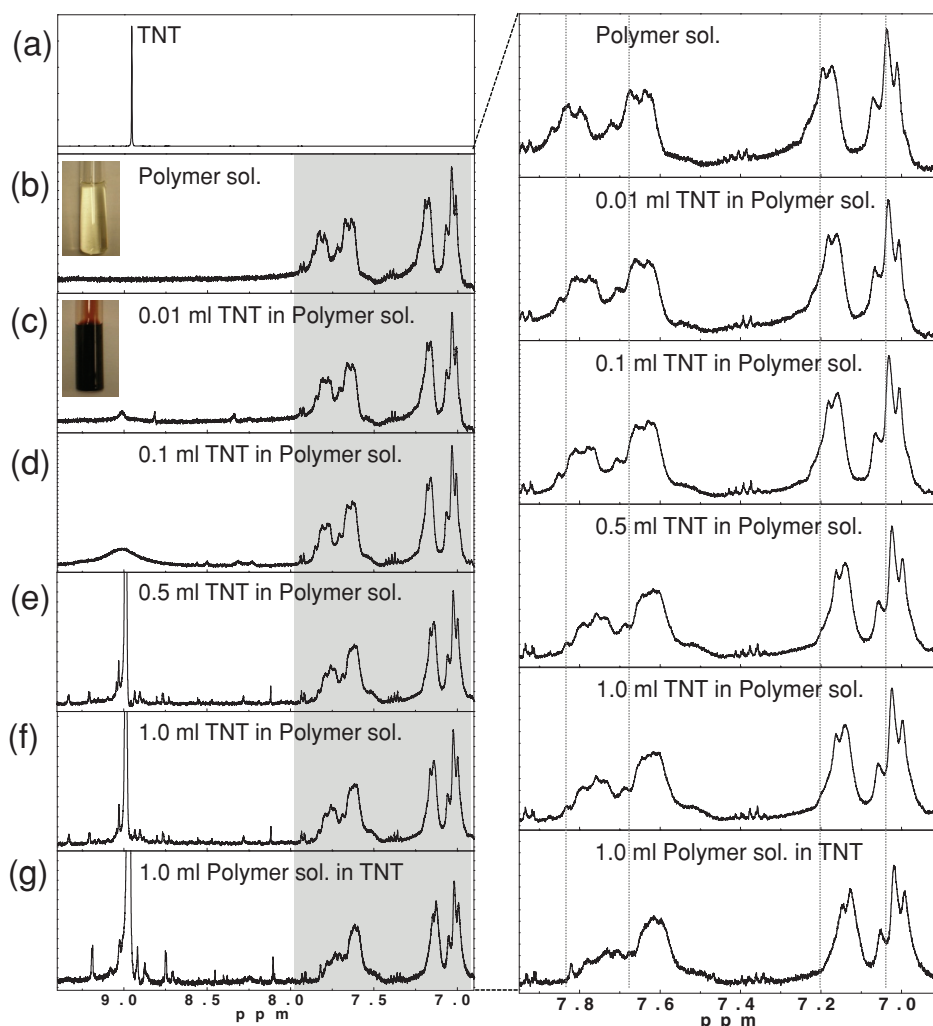 (a)
TNT
(b)
Polymer sol.
(c)
0.01 ml TNT in Polymer sol.
(d)
0.1 ml TNT in Polymer sol.
(e)
0.5 ml TNT in Polymer sol.
(f)
1.0 ml TNT in Polymer sol.
(g)
1.0 ml Polymer sol. in TNT
9.0 8.5 8.0 7.5 7.0
ppm
Polymer sol.
0.01 ml TNT in Polymer sol.
0.1 ml TNT in Polymer sol.
0.5 ml TNT in Polymer sol.
1.0 ml TNT in Polymer sol.
1.0 ml Polymer sol. in TNT
7.8 7.6 7.4 7.2 7.0
ppm